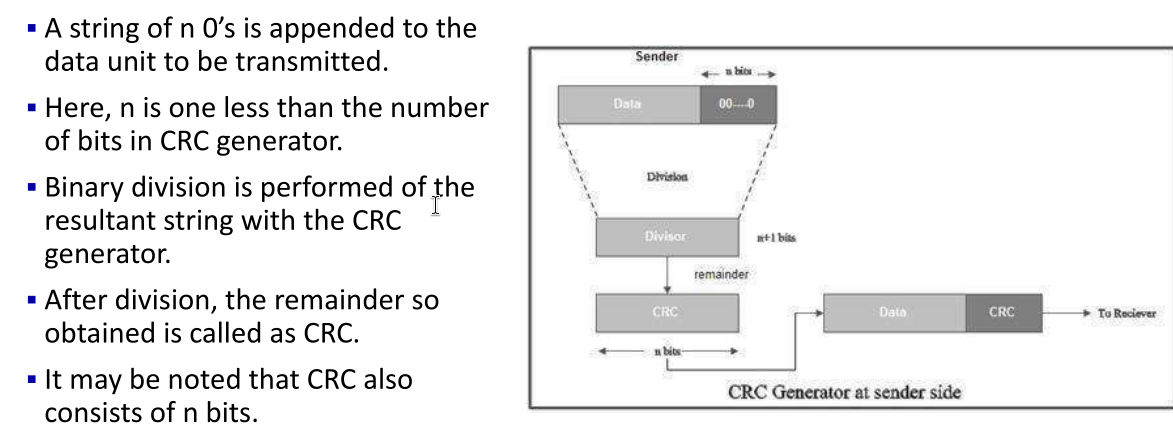 ▪ A string of n 0’s is appended to the
data unit to be transmitted.
▪ Here, n is one less than the number
of bits in CRC generator.
▪ Binary division is performed of the
resultant string with the CRC
generator.
▪ After division, the remainder so
obtained is called as CRC.
▪ It may be noted that CRC also
consists of n bits.
Sender
n bits
Data
00----0
Division
Divisor
n+1 bits
remainder
CRC
n bits
Data
CRC
To Reciever
CRC Generator at sender side